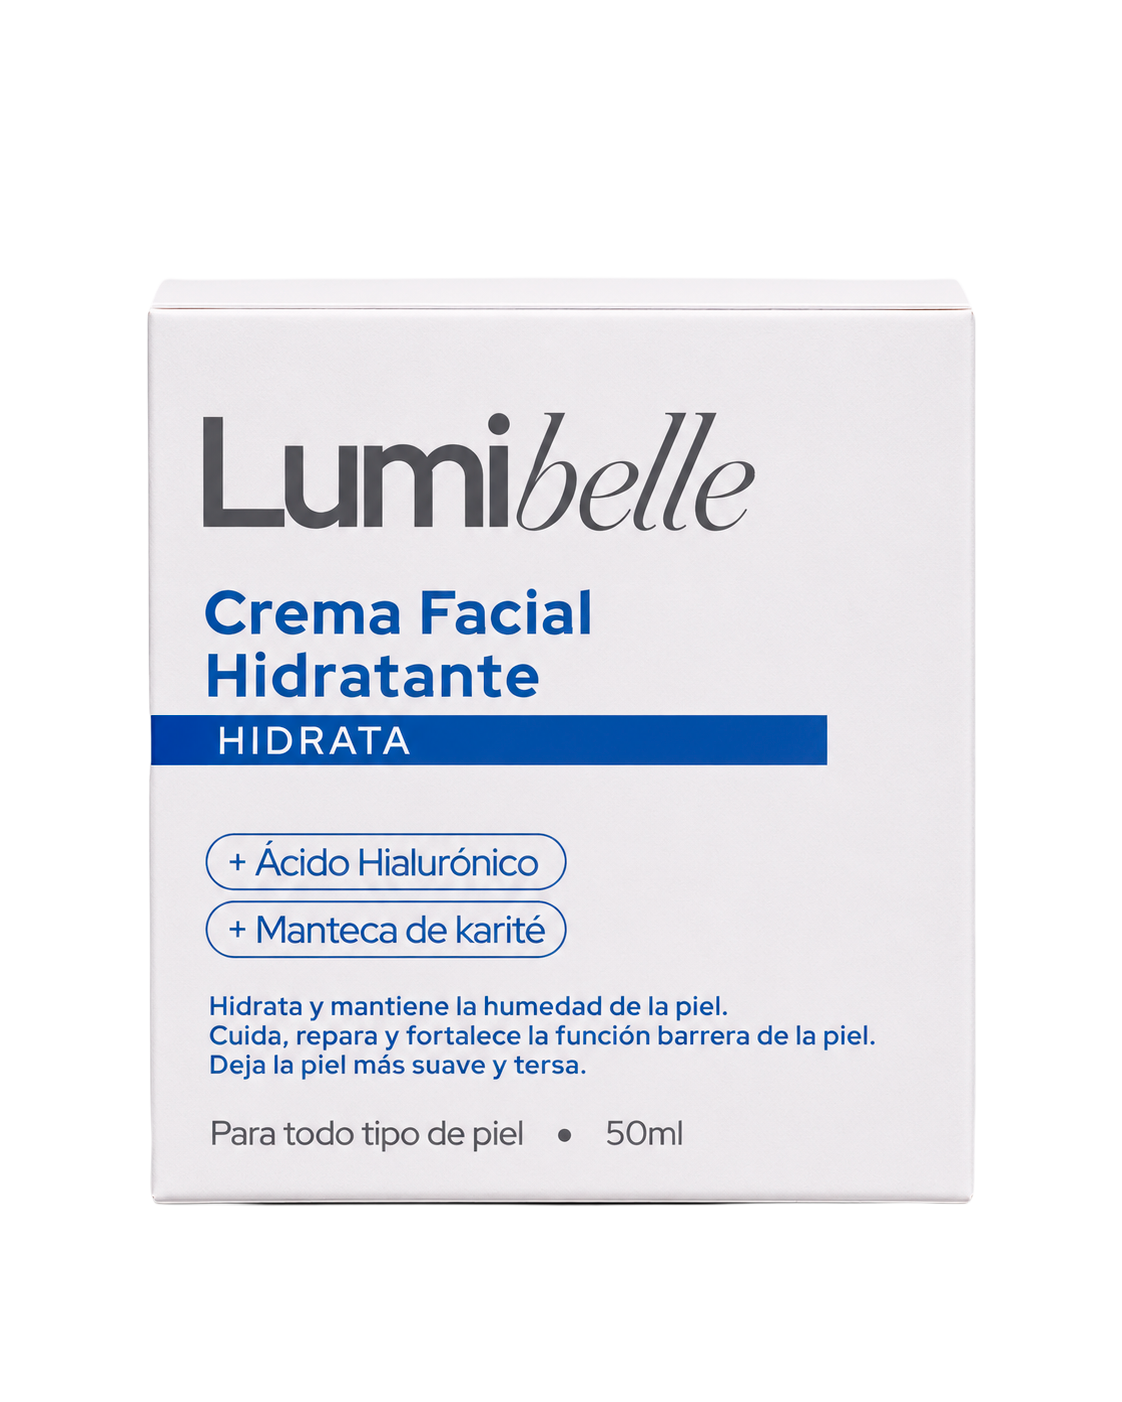 Lumibelle
Crema Facial
Hidratante
HIDRATA
+ Ácido Hialurónico
+ Manteca de karité
Hidrata y mantiene la humedad de la piel.
Cuida, repara y fortalece la función barrera de la piel.
Deja la piel más suave y tersa.
Para todo tipo de piel • 50ml